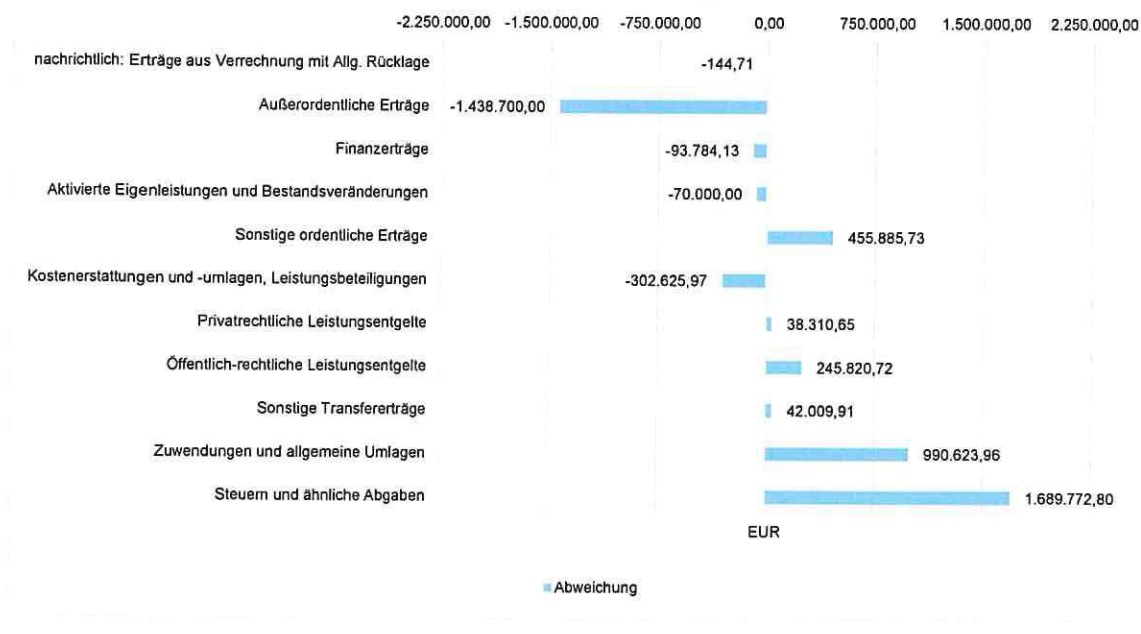 -2.250.000,00 -1.500.000,00 -750.000,00 0,00 750.000,00 1.500.000,00 2.250.000,00
nachrichtlich: Erträge aus Verrechnung mit Allg. Rücklage -144,71
Außerordentliche Erträge -1.438.700,00
Finanzerträge -93.784,13
Aktivierte Eigenleistungen und Bestandsveränderungen -70.000,00
Sonstige ordentliche Erträge 455.885,73
Kostenerstattungen und -umlagen, Leistungsbeteiligungen -302.625,97
Privatrechtliche Leistungsentgelte 38.310,65
Öffentlich-rechtliche Leistungsentgelte 245.820,72
Sonstige Transfererträge 42.009,91
Zuwendungen und allgemeine Umlagen 990.623,96
Steuern und ähnliche Abgaben 1.689.772,80
EUR
Abweichung